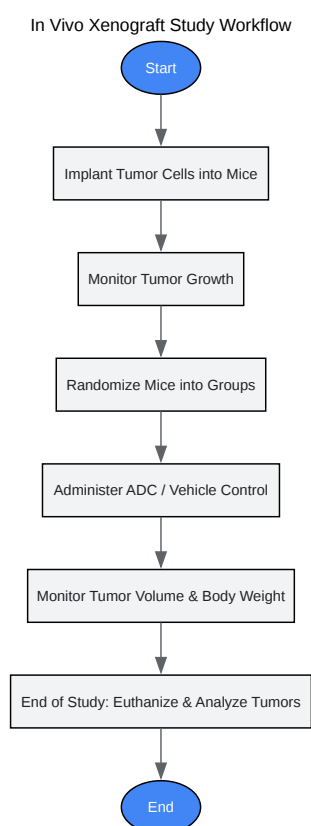 In Vivo Xenograft Study Workflow
Start
Implant Tumor Cells into Mice
Monitor Tumor Growth
Randomize Mice into Groups
Administer ADC / Vehicle Control
Monitor Tumor Volume & Body Weight
End of Study: Euthanize & Analyze Tumors
End